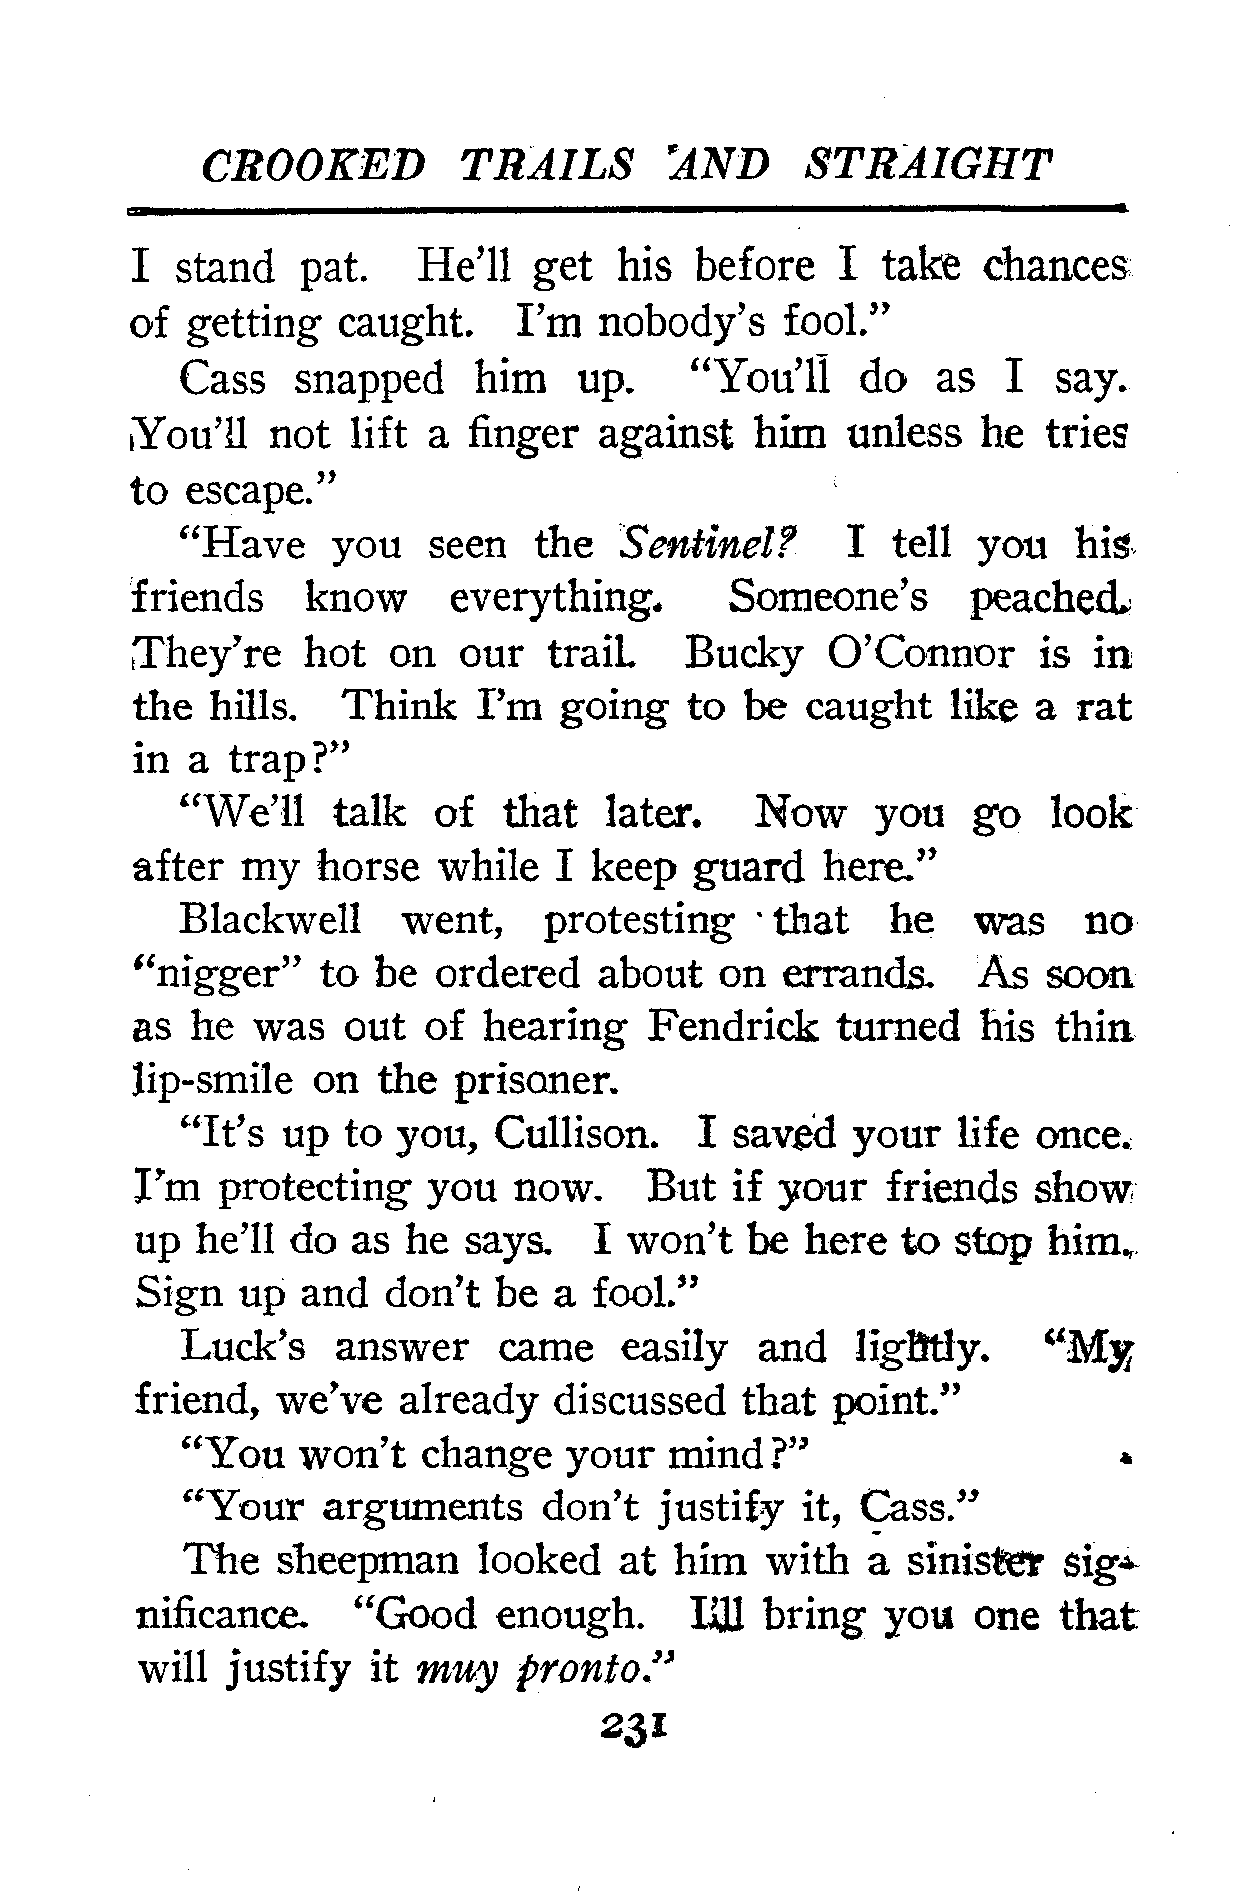 CROOKED TRAILS AND STRAIGHT
I stand pat. He'll get his before I take chances
of getting caught. I'm nobody's fool."
Cass snapped him up. "You'll do as I say.
You'll not lift a finger against him unless he tries
to escape."
"Have you seen the Sentinel? I tell you his
friends know everything. Someone's peached.
They're hot on our trail. Bucky O'Connor is in
the hills. Think I'm going to be caught like a rat
in a trap?"
"We'll talk of that later. Now you go look
after my horse while I keep guard here."
Blackwell went, protesting that he was no
"nigger" to be ordered about on errands. As soon
as he was out of hearing Fendrick turned his thin
lip-smile on the prisoner.
"It's up to you, Cullison. I saved your life once.
I'm protecting you now. But if your friends show
up he'll do as he says. I won't be here to stop him.
Sign up and don't be a fool."
Luck's answer came easily and lightly. "My
friend, we've already discussed that point."
"You won't change your mind?"
"Your arguments don't justify it, Cass."
The sheepman looked at him with a sinister sig-
nificance. "Good enough. I'll bring you one that
will justify it muy pronto."
231